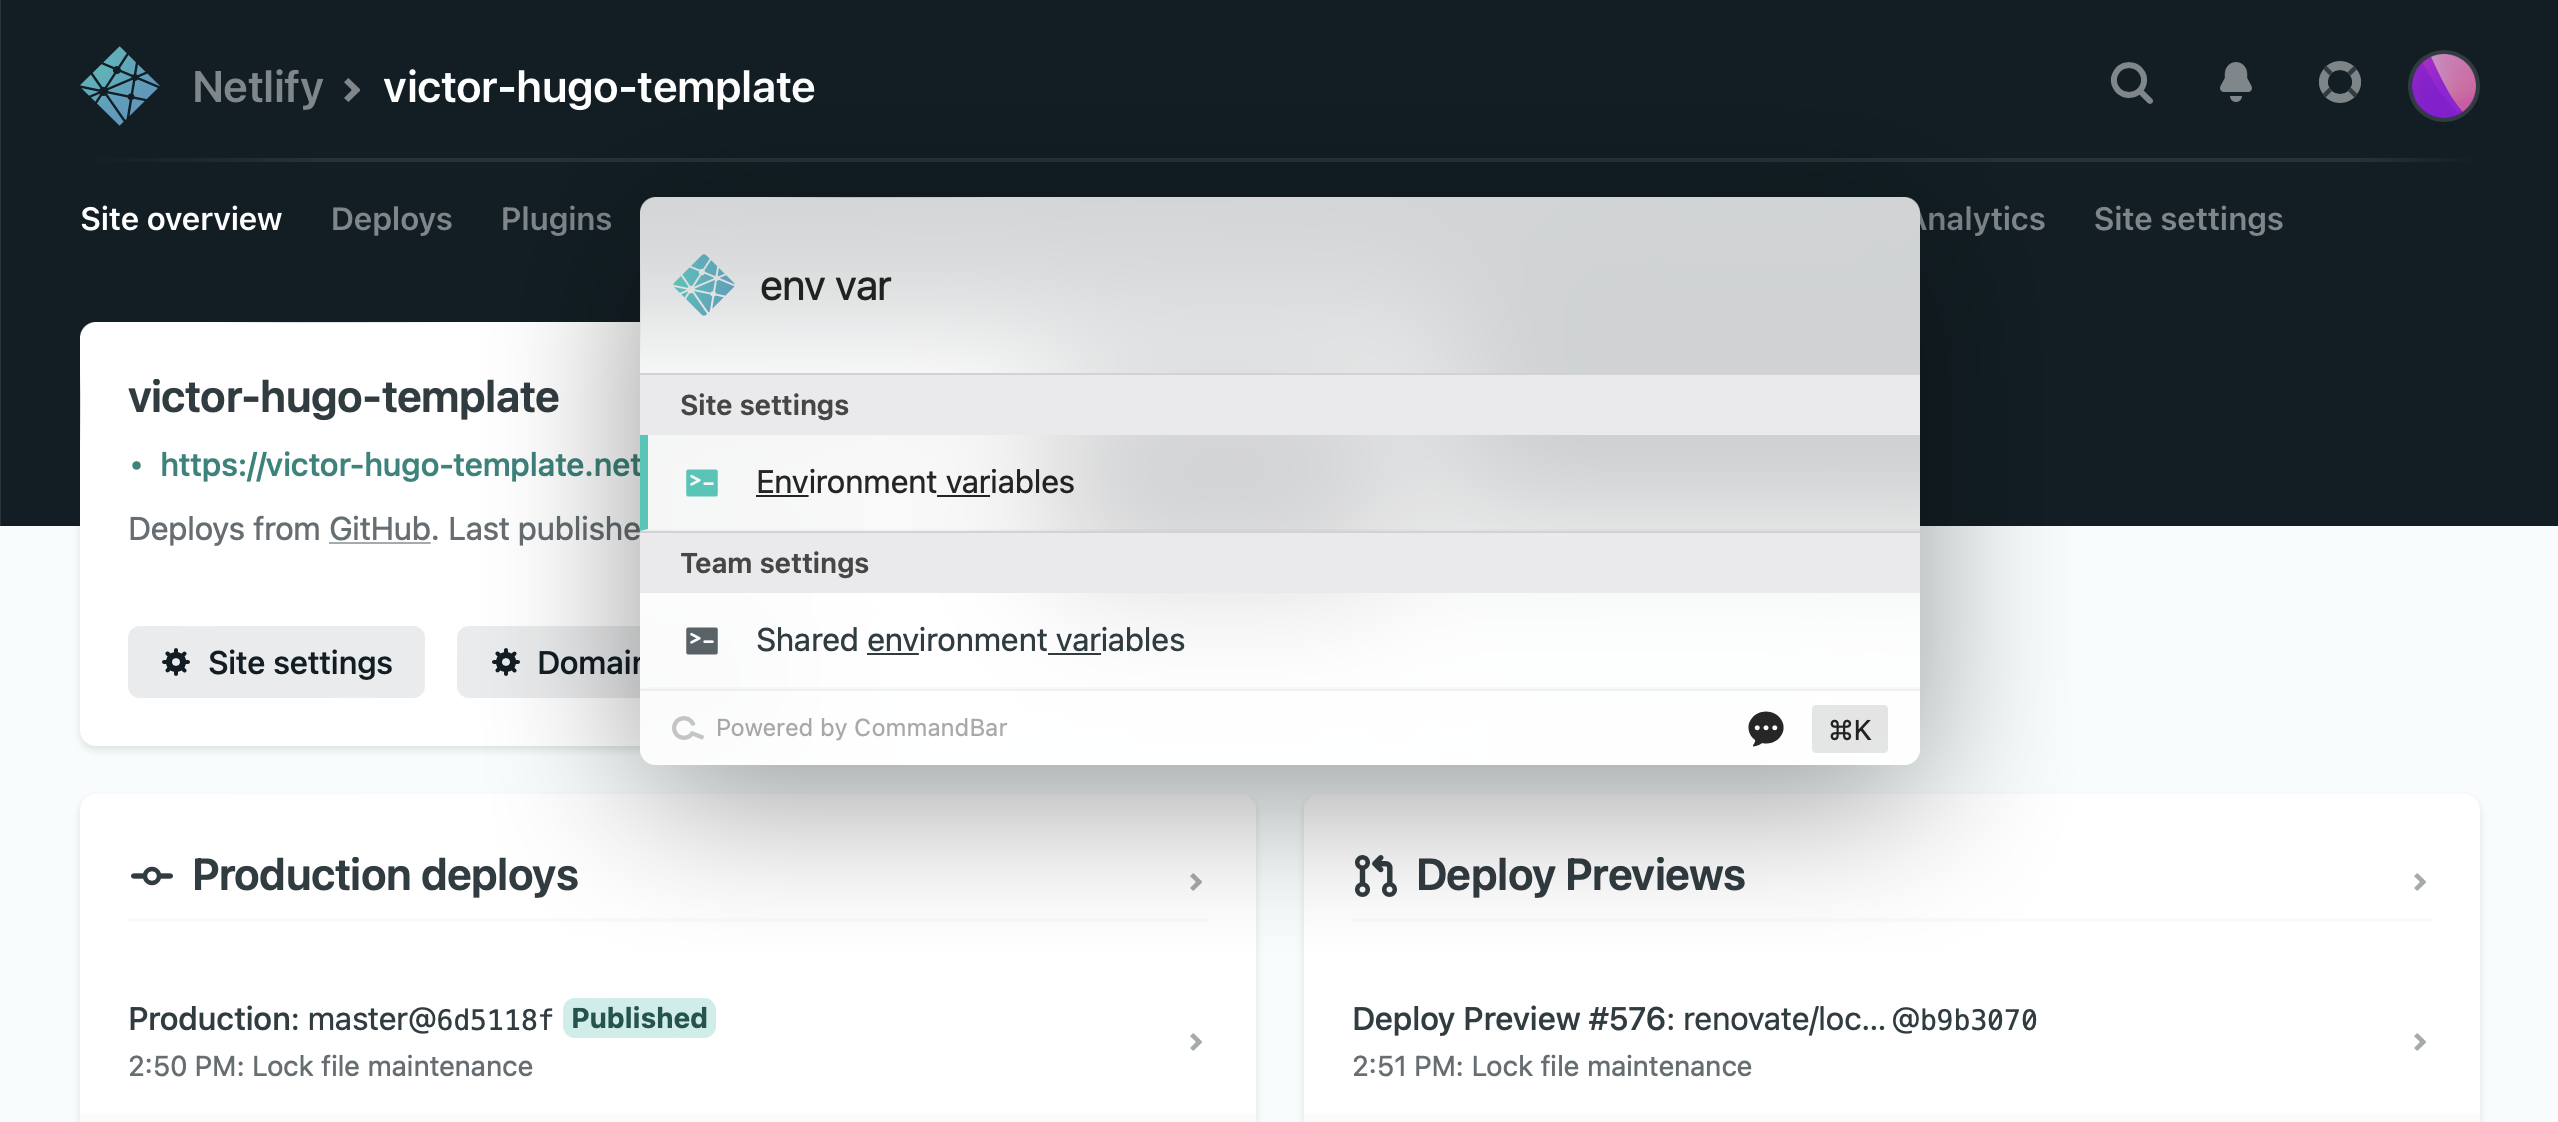 Netlify > victor-hugo-template
Site overview Deploys Plugins nalytics Site settings
env var
victor-hugo-template
Site settings
• https://victor-hugo-template.net
Environment variables
Deploys from GitHub. Last publishe
Team settings
Shared environment variables
Site settings Domain
Powered by CommandBar ⌘K
Production deploys
Production: master@6d5118f Published
2:50 PM: Lock file maintenance
Deploy Previews
Deploy Preview #576: renovate/loc... @b9b3070
2:51 PM: Lock file maintenance